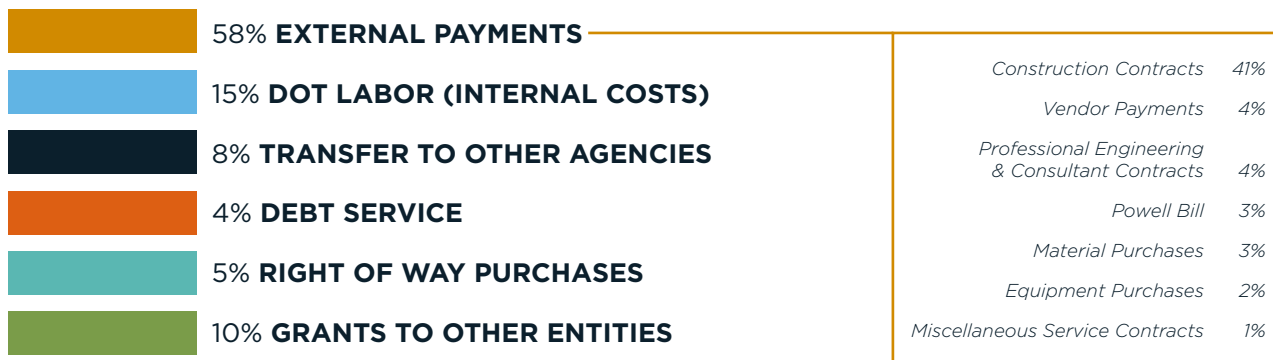 58% EXTERNAL PAYMENTS
15% DOT LABOR (INTERNAL COSTS)
8% TRANSFER TO OTHER AGENCIES
4% DEBT SERVICE
5% RIGHT OF WAY PURCHASES
10% GRANTS TO OTHER ENTITIES
Construction Contracts 41%
Vendor Payments 4%
Professional Engineering
& Consultant Contracts 4%
Powell Bill 3%
Material Purchases 3%
Equipment Purchases 2%
Miscellaneous Service Contracts 1%